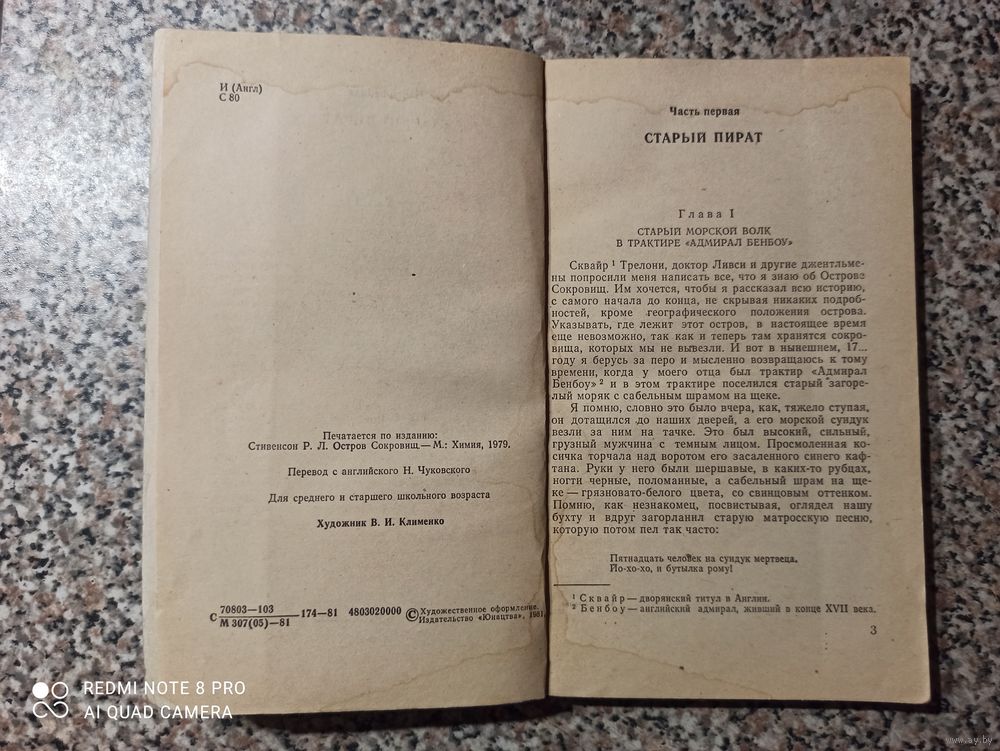 И (Англ)
С 80
Печатается по изданию:
Стивенсон Р. Л. Остров Сокровищ.—М.: Химия, 1979.
Перевод с английского Н. Чуковского
Для среднего и старшего школьного возраста
Художник В. И. Клименко
С 70803—103 / М 307(05)—81 174—81 4803020000 © Художественное оформление.
Издательство «Юнацтва», 1981.
Часть первая
СТАРЫЙ ПИРАТ
Глава I
СТАРЫЙ МОРСКОЙ ВОЛК
В ТРАКТИРЕ «АДМИРАЛ БЕНБОУ»
Сквайр ¹ Трелони, доктор Ливси и другие джентльме-
ны попросили меня написать все, что я знаю об Острове
Сокровищ. Им хочется, чтобы я рассказал всю историю,
с самого начала до конца, не скрывая никаких подроб-
ностей, кроме географического положения острова.
Указывать, где лежит этот остров, в настоящее время
еще невозможно, так как и теперь там хранятся сокро-
вища, которых мы не вывезли. И вот в нынешнем, 17...
году я берусь за перо и мысленно возвращаюсь к тому
времени, когда у моего отца был трактир «Адмирал
Бенбоу» ² и в этом трактире поселился старый загоре-
лый моряк с сабельным шрамом на щеке.
Я помню, словно это было вчера, как, тяжело ступая,
он дотащился до наших дверей, а его морской сундук
везли за ним на тачке. Это был высокий, сильный,
грузный мужчина с темным лицом. Просмоленная ко-
сичка торчала над воротом его засаленного синего каф-
тана. Руки у него были шершавые, в каких-то рубцах,
ногти черные, поломанные, а сабельный шрам на ще-
ке — грязновато-белого цвета, со свинцовым оттенком.
Помню, как незнакомец, посвистывая, оглядел нашу
бухту и вдруг загорланил старую матросскую песню,
которую потом пел так часто:
Пятнадцать человек на сундук мертвеца.
Йо-хо-хо, и бутылка рому!
¹ Сквайр — дворянский титул в Англии.
² Бенбоу — английский адмирал, живший в конце XVII века.
3
REDMI NOTE 8 PRO
AI QUAD CAMERA
www.ay.by